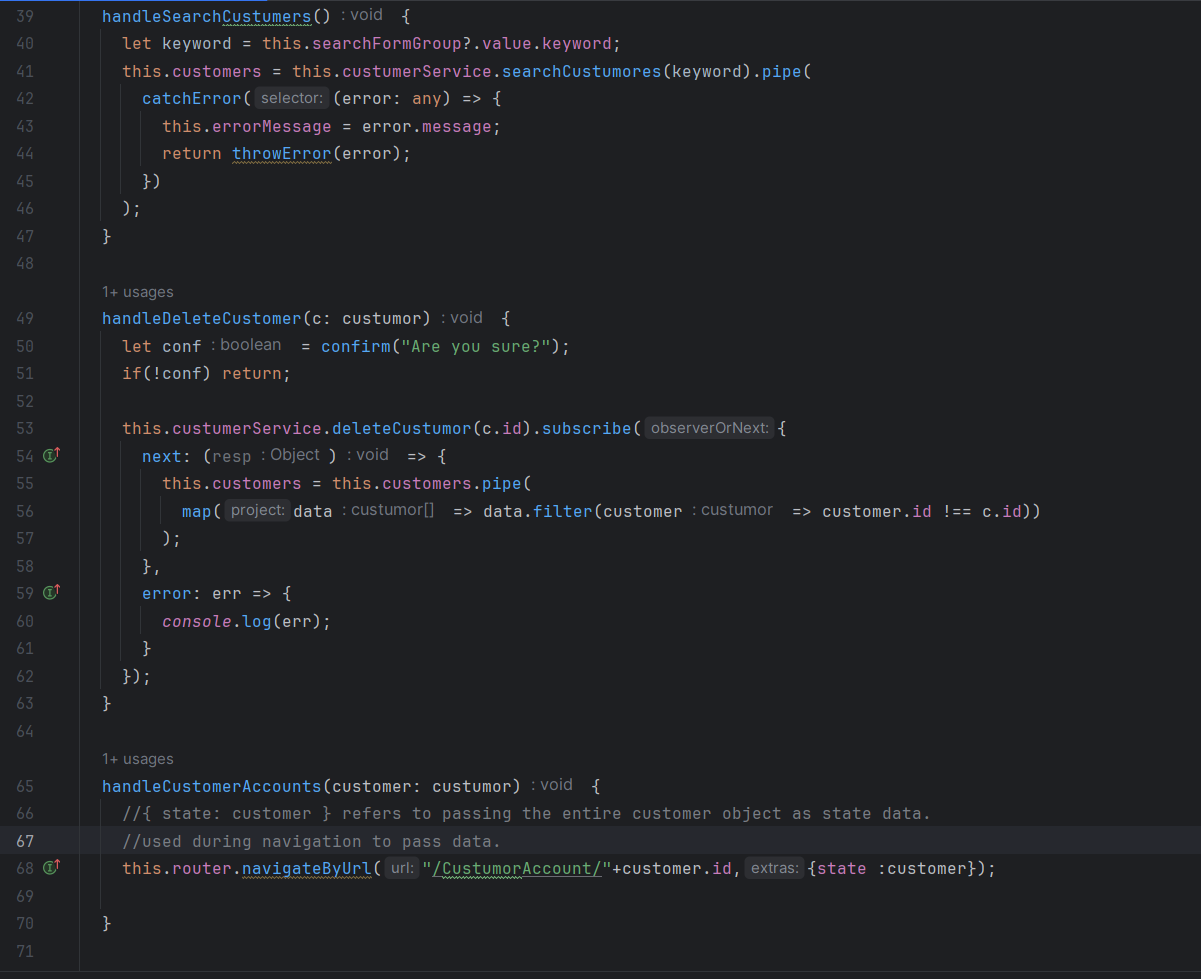 39 handleSearchCustumers() : void {
40 let keyword = this.searchFormGroup?.value.keyword;
41 this.customers = this.custumerService.searchCustumores(keyword).pipe(
42 catchError( selector: (error: any) => {
43 this.errorMessage = error.message;
44 return throwError(error);
45 })
46 );
47 }
48
1+ usages
49 handleDeleteCustomer(c: custumor) : void {
50 let conf : boolean = confirm("Are you sure?");
51 if(!conf) return;
52
53 this.custumerService.deleteCustumor(c.id).subscribe( observerOrNext: {
54 next: (resp : Object ) : void => {
55 this.customers = this.customers.pipe(
56 map( project: data : custumor[] => data.filter(customer : custumor => customer.id !== c.id))
57 );
58 },
59 error: err => {
60 console.log(err);
61 }
62 });
63 }
64
1+ usages
65 handleCustomerAccounts(customer: custumor) : void {
66 //{ state: customer } refers to passing the entire customer object as state data.
67 //used during navigation to pass data.
68 this.router.navigateByUrl( url: "/CustumorAccount/"+customer.id, extras: {state :customer});
69
70 }
71